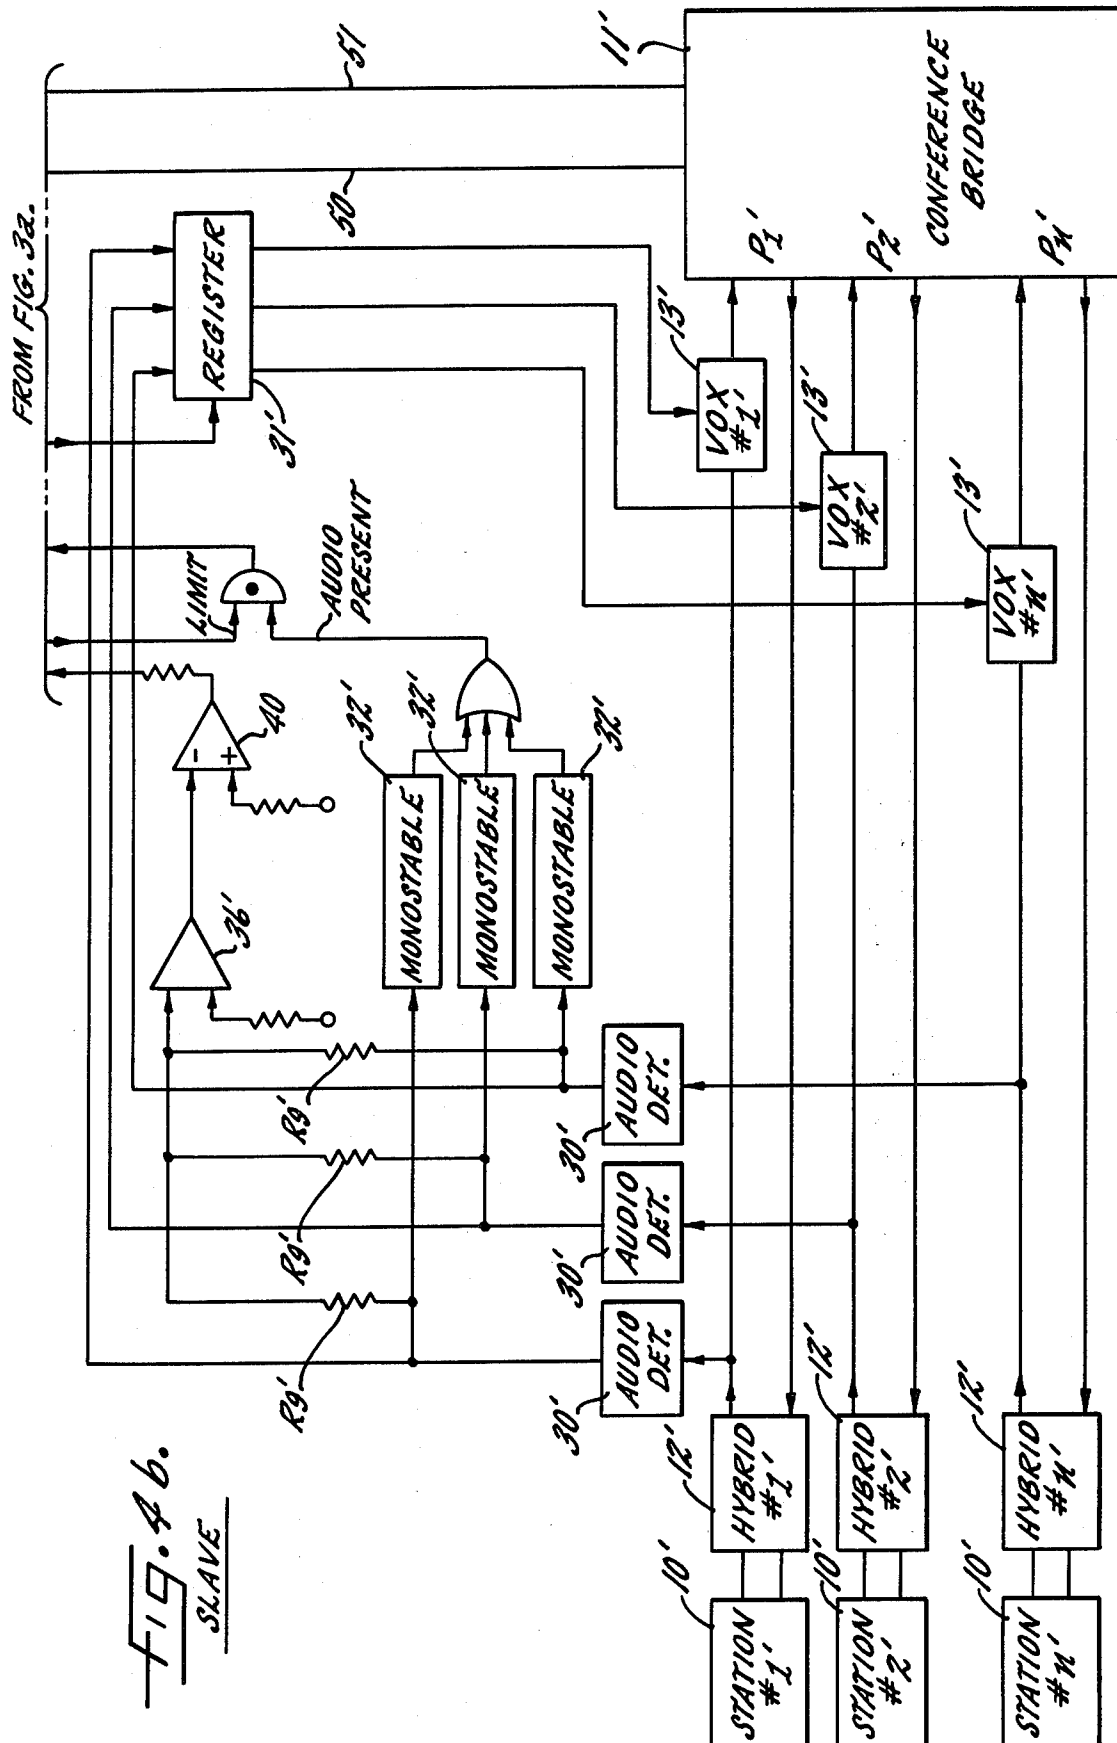 Fig. 4b.
SLAVE
FROM FIG. 3a.
51
50
11'
CONFERENCE
BRIDGE
P1'
P2'
Pn'
REGISTER
31'
LIMIT
AUDIO
PRESENT
40
-
+
36'
32'
32'
32'
MONOSTABLE
MONOSTABLE
MONOSTABLE
R9'
R9'
R9'
30'
AUDIO
DET.
30'
AUDIO
DET.
30'
AUDIO
DET.
13'
VOX
#1'
13'
VOX
#2'
13'
VOX
#n'
12'
HYBRID
#1'
12'
HYBRID
#2'
12'
HYBRID
#n'
10'
STATION
#1'
10'
STATION
#2'
10'
STATION
#n'